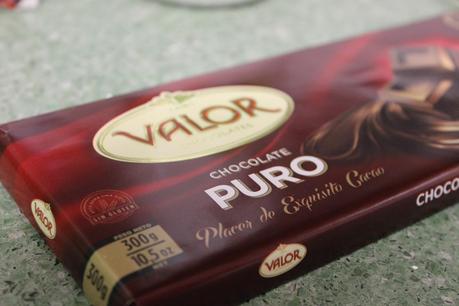 VALOR
CHOCOLATES
CHOCOLATE
PURO
Placer de Exquisito Cacao
SIN GLUTEN
PESO NETO
300g
10.5 oz
VALOR
300g
VALOR
CHOCO